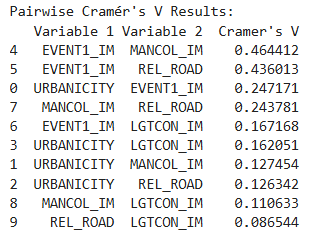 Pairwise Cramér's V Results:
Variable 1 Variable 2 Cramer's V
4 EVENT1_IM MANCOL_IM 0.464412
5 EVENT1_IM REL_ROAD 0.436013
0 URBANICITY EVENT1_IM 0.247171
7 MANCOL_IM REL_ROAD 0.243781
6 EVENT1_IM LGTCON_IM 0.167168
3 URBANICITY LGTCON_IM 0.162051
1 URBANICITY MANCOL_IM 0.127454
2 URBANICITY REL_ROAD 0.126342
8 MANCOL_IM LGTCON_IM 0.110633
9 REL_ROAD LGTCON_IM 0.086544